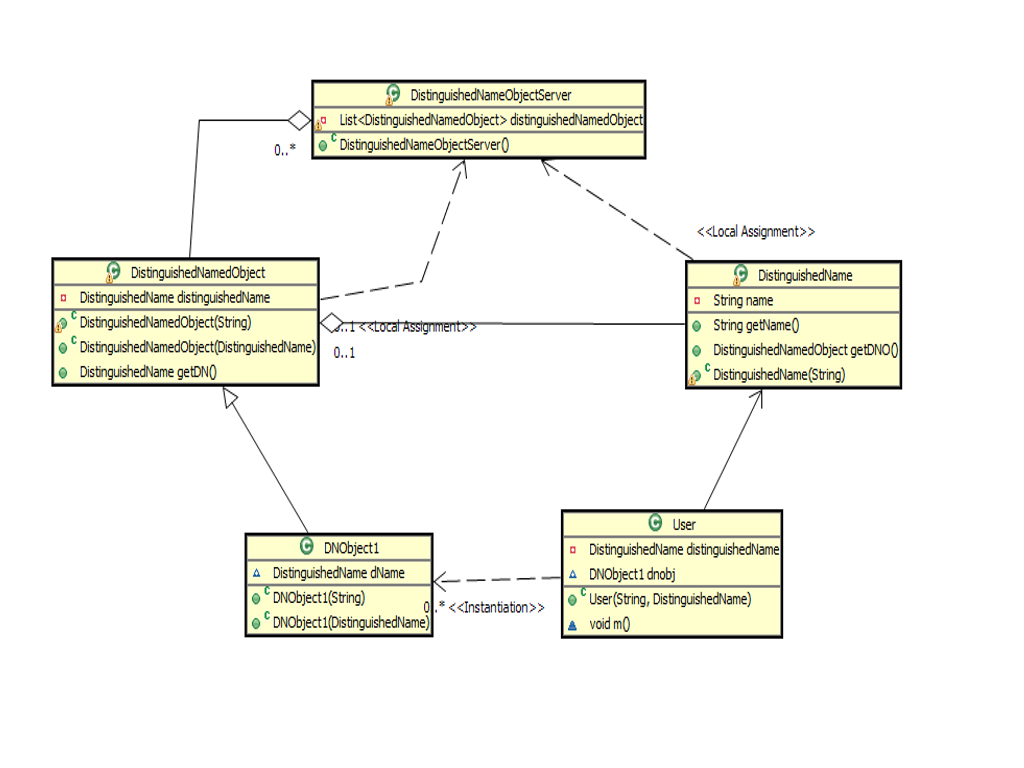 DistinguishedNameObjectServer
List<DistinguishedNamedObject> distinguishedNamedObject
DistinguishedNameObjectServer()
0..*
<<Local Assignment>>
DistinguishedNamedObject
DistinguishedName distinguishedName
DistinguishedNamedObject(String)
DistinguishedNamedObject(DistinguishedName)
DistinguishedName getDN()
0..1 <<Local Assignment>>
0..1
DistinguishedName
String name
String getName()
DistinguishedNamedObject getDNO()
DistinguishedName(String)
DNObject1
DistinguishedName dName
DNObject1(String)
DNObject1(DistinguishedName)
0..* <<Instantiation>>
User
DistinguishedName distinguishedName
DNObject1 dnobj
User(String, DistinguishedName)
void m()